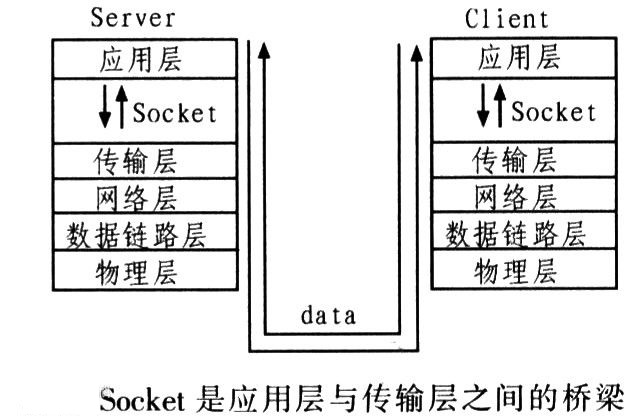 Server
应用层
Socket
传输层
网络层
数据链路层
物理层
data
Client
应用层
Socket
传输层
网络层
数据链路层
物理层
Socket 是应用层与传输层之间的桥梁